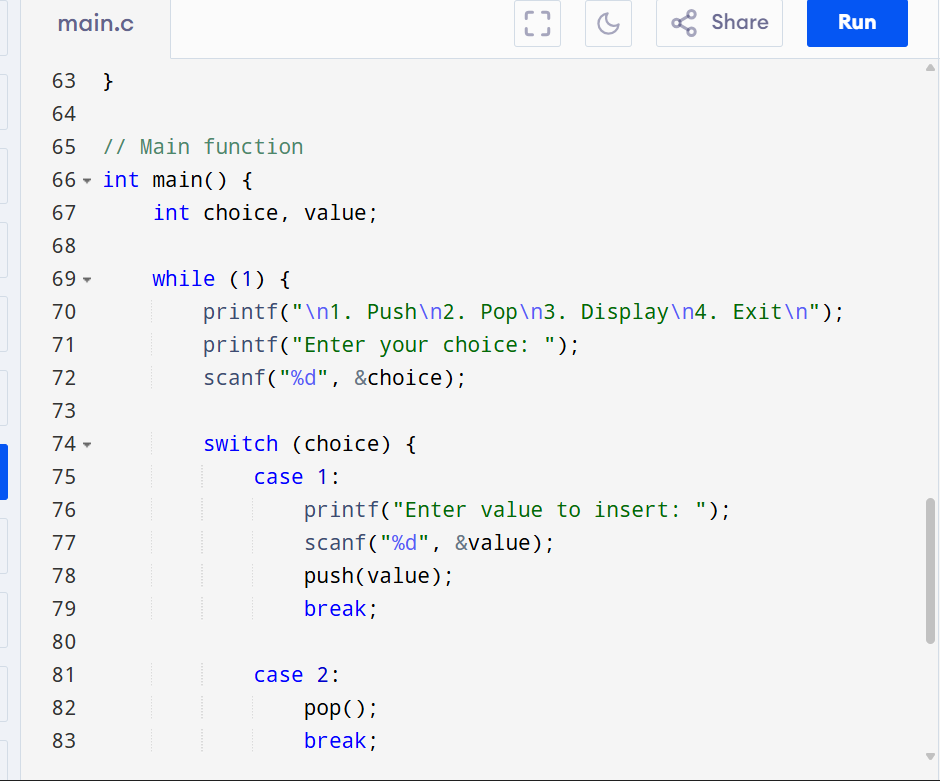 main.c
Share
Run
63 }
64
65 // Main function
66 int main() {
67     int choice, value;
68
69     while (1) {
70         printf("\n1. Push\n2. Pop\n3. Display\n4. Exit\n");
71         printf("Enter your choice: ");
72         scanf("%d", &choice);
73
74         switch (choice) {
75             case 1:
76                 printf("Enter value to insert: ");
77                 scanf("%d", &value);
78                 push(value);
79                 break;
80
81             case 2:
82                 pop();
83                 break;